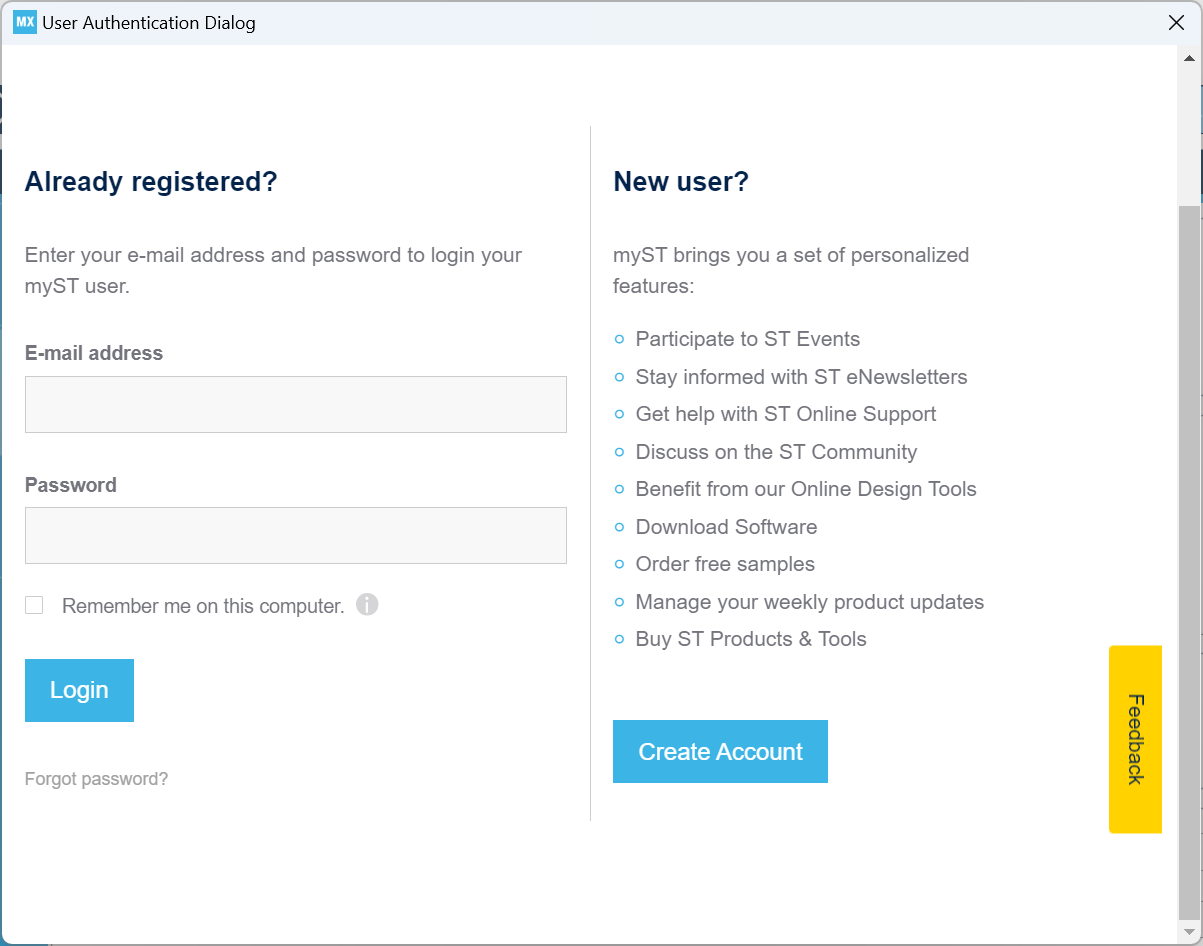 MX User Authentication Dialog
Already registered?
Enter your e-mail address and password to login your
myST user.
E-mail address
Password
Remember me on this computer.
Login
Forgot password?
New user?
myST brings you a set of personalized
features:
Participate to ST Events
Stay informed with ST eNewsletters
Get help with ST Online Support
Discuss on the ST Community
Benefit from our Online Design Tools
Download Software
Order free samples
Manage your weekly product updates
Buy ST Products & Tools
Create Account
Feedback